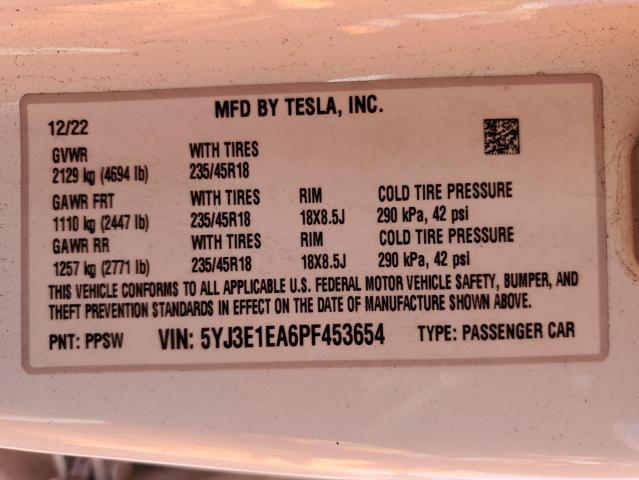 MFD BY TESLA, INC.
12/22
GVWR WITH TIRES
2129 kg (4694 lb) 235/45R18
GAWR FRT WITH TIRES RIM COLD TIRE PRESSURE
1110 kg (2447 lb) 235/45R18 18X8.5J 290 kPa, 42 psi
GAWR RR WITH TIRES RIM COLD TIRE PRESSURE
1257 kg (2771 lb) 235/45R18 18X8.5J 290 kPa, 42 psi
THIS VEHICLE CONFORMS TO ALL APPLICABLE U.S. FEDERAL MOTOR VEHICLE SAFETY, BUMPER, AND
THEFT PREVENTION STANDARDS IN EFFECT ON THE DATE OF MANUFACTURE SHOWN ABOVE.
PNT: PPSW VIN: 5YJ3E1EA6PF453654 TYPE: PASSENGER CAR